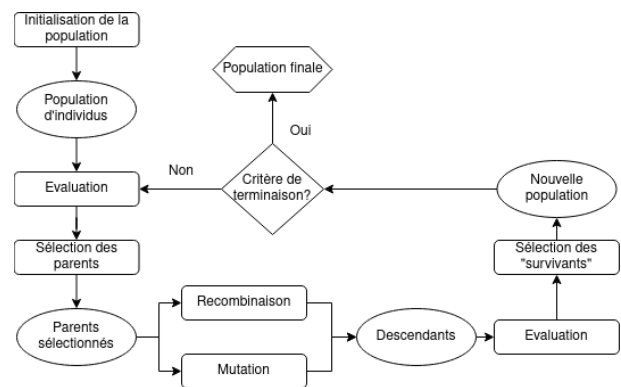 Initialisation de la
population
Population finale
Population
d'individus
Oui
Non
Evaluation
Critère de
terminaison?
Nouvelle
population
Sélection des
parents
Sélection des
"survivants"
Recombinaison
Parents
sélectionnés
Descendants
Evaluation
Mutation